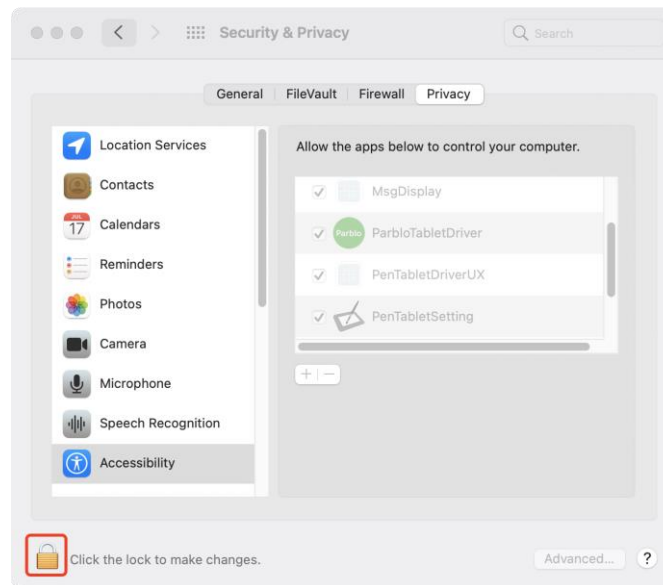 Security & Privacy
Search
General
FileVault
Firewall
Privacy
Location Services
Contacts
JUL
17
Calendars
Reminders
Photos
Camera
Microphone
Speech Recognition
Accessibility
Allow the apps below to control your computer.
MsgDisplay
Parblo
ParbloTabletDriver
PenTabletDriverUX
PenTabletSetting
+ | −
Click the lock to make changes.
Advanced...
?